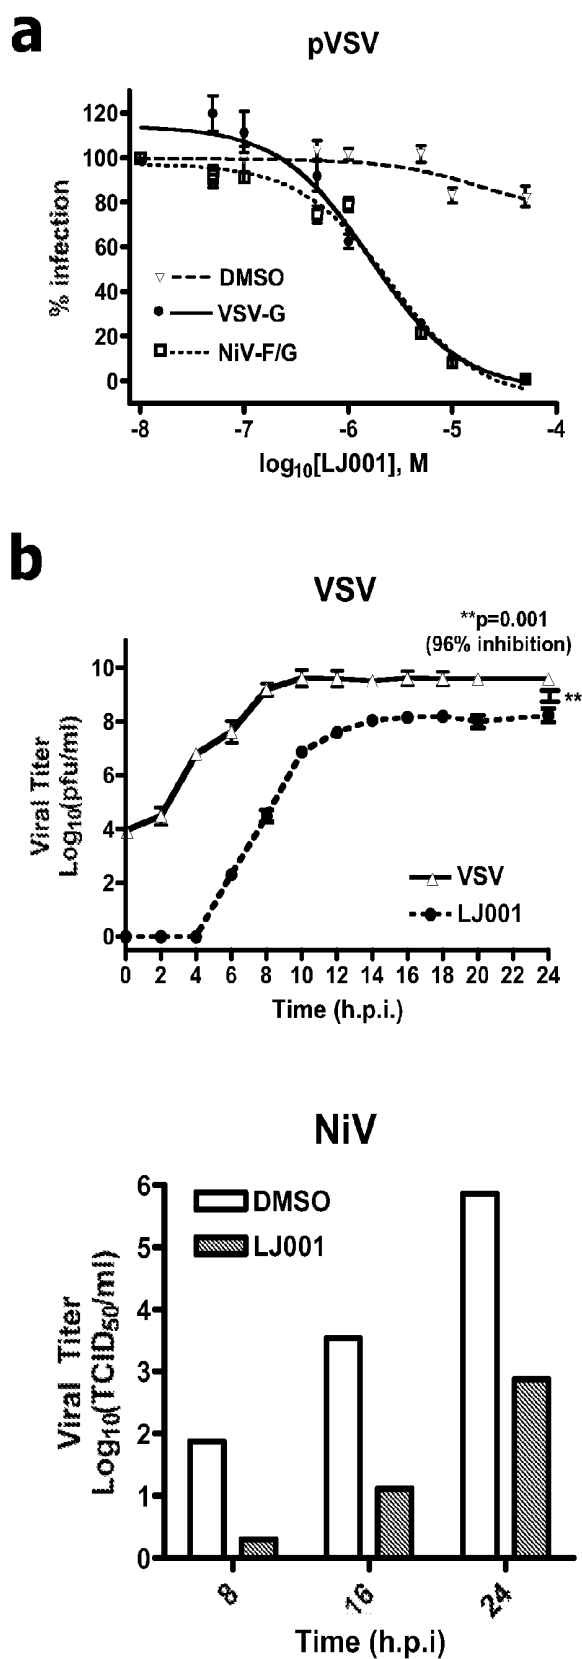 a
pVSV
120
100
80
60
40
20
0
% infection
DMSO
VSV-G
NiV-F/G
-8 -7 -6 -5 -4
log10[LJ001], M
b
VSV
**p=0.001
(96% inhibition)
10
8
6
4
2
0
Viral Titer
Log10(pfu/ml)
**
VSV
LJ001
0 2 4 6 8 10 12 14 16 18 20 22 24
Time (h.p.i.)
NiV
6
5
4
3
2
1
0
Viral Titer
Log10(TCID50/ml)
DMSO
LJ001
8 16 24
Time (h.p.i)